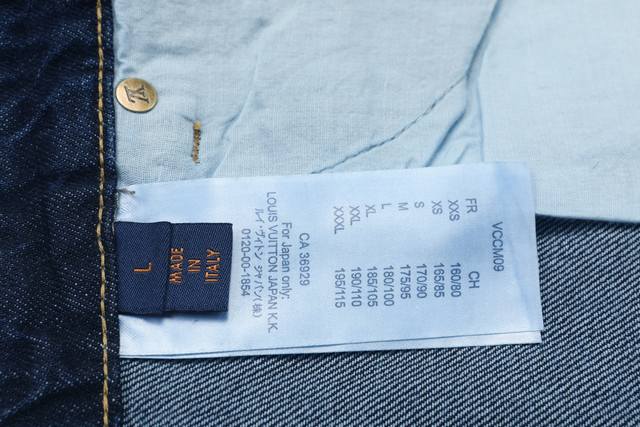 VCCM09
FR CH
XXS 160/80
XS 165/85
S 170/90
M 175/95
L 180/100
XL 185/105
XXL 190/110
XXXL 195/115
CA 36929
For Japan only:
LOUIS VUITTON JAPAN K.K.
ルイ・ヴィトン ジャパン(株)
0120-00-1854
L
MADE
IN
ITALY
LV